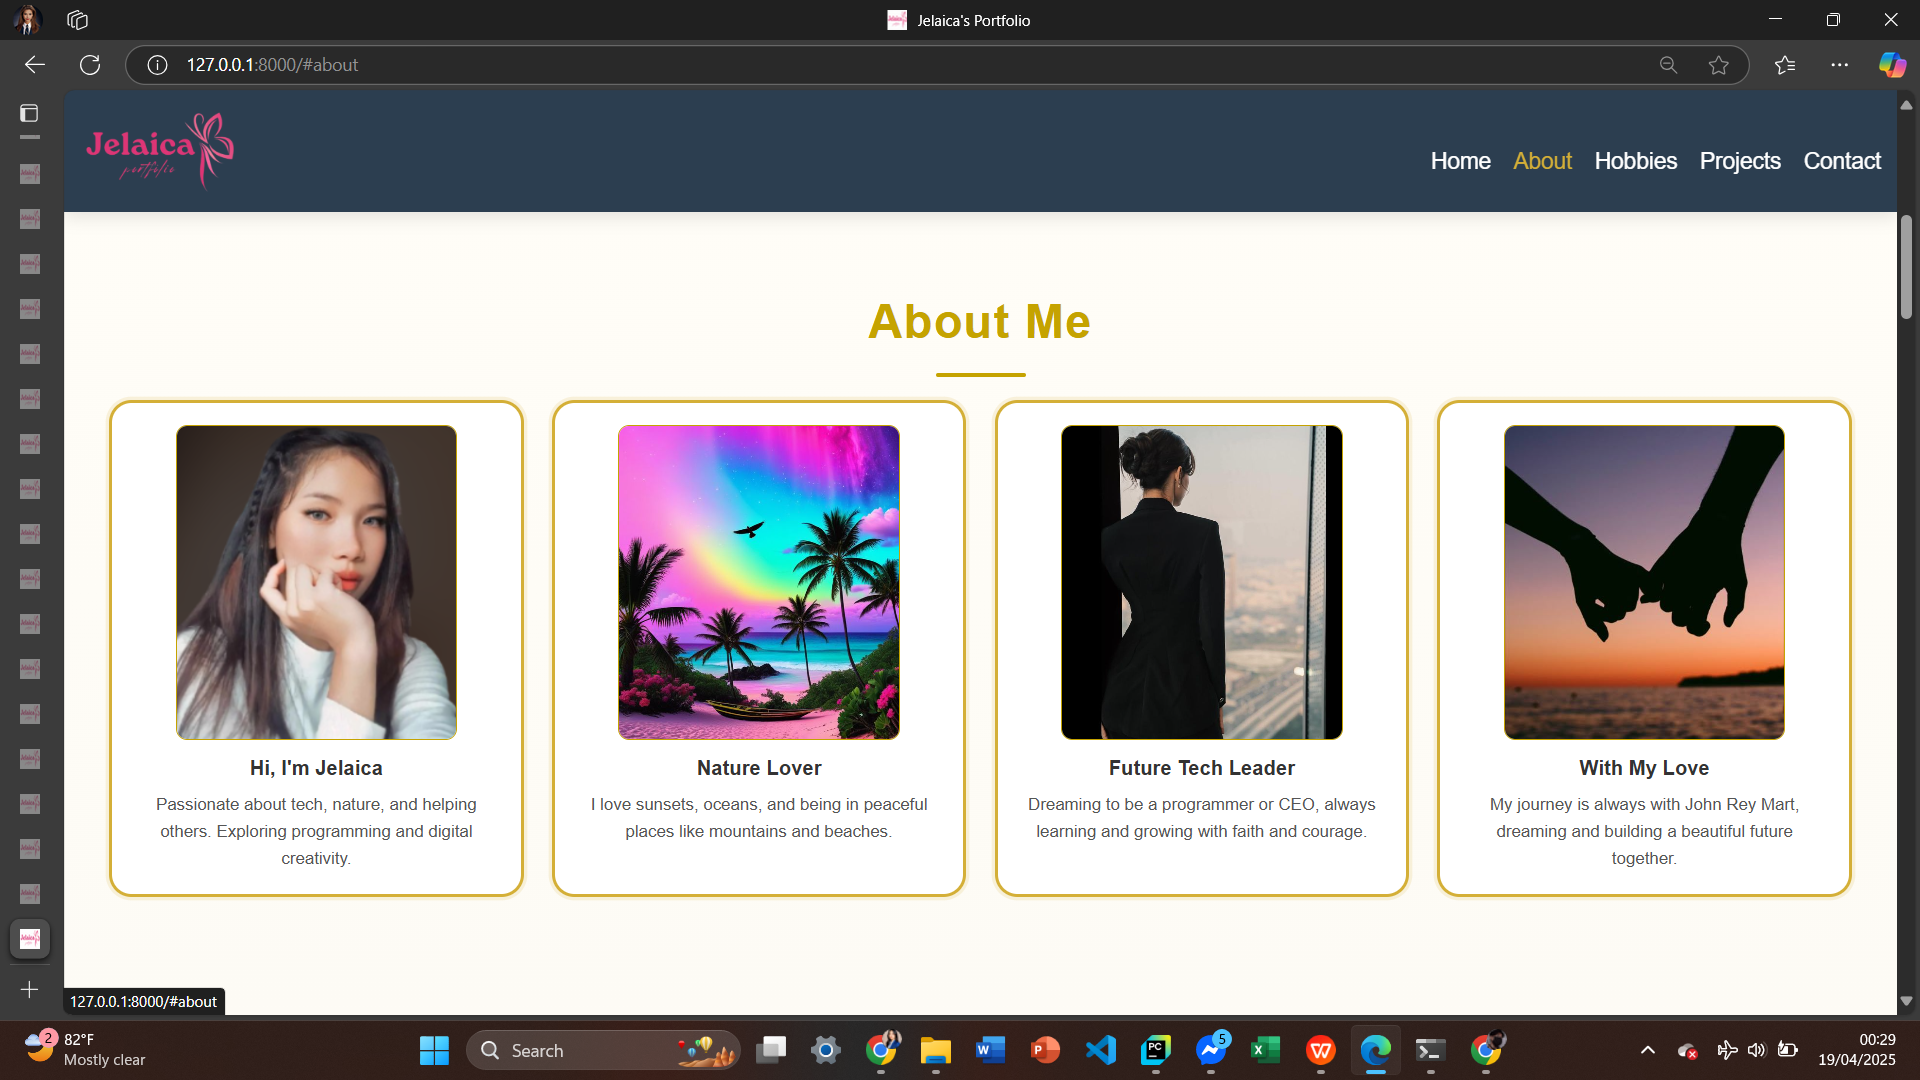 Jelaica's Portfolio
127.0.0.1:8000/#about
Jelaica
portfolio
Home About Hobbies Projects Contact
About Me
Hi, I'm Jelaica
Passionate about tech, nature, and helping
others. Exploring programming and digital
creativity.
Nature Lover
I love sunsets, oceans, and being in peaceful
places like mountains and beaches.
Future Tech Leader
Dreaming to be a programmer or CEO, always
learning and growing with faith and courage.
With My Love
My journey is always with John Rey Mart,
dreaming and building a beautiful future
together.
127.0.0.1:8000/#about
2
82°F
Mostly clear
Search
W
P
PC
5
X
W
00:29
19/04/2025